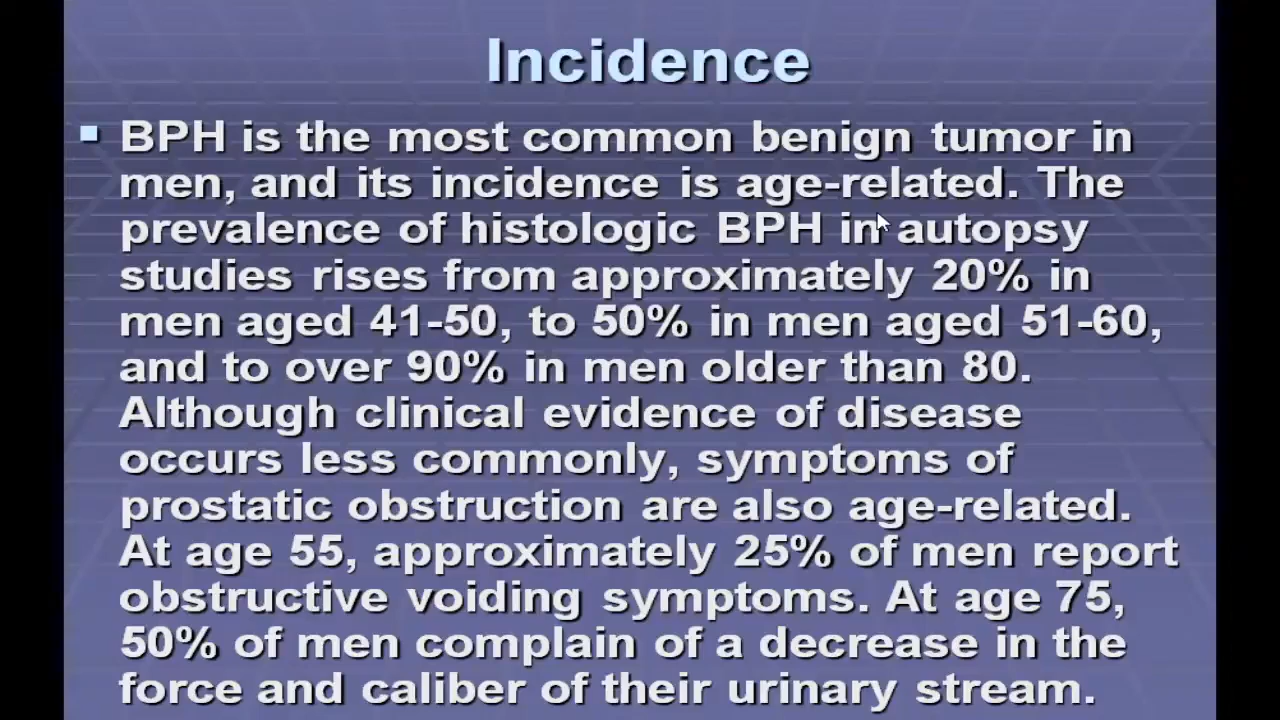 Incidence
BPH is the most common benign tumor in
men, and its incidence is age-related. The
prevalence of histologic BPH in autopsy
studies rises from approximately 20% in
men aged 41-50, to 50% in men aged 51-60,
and to over 90% in men older than 80.
Although clinical evidence of disease
occurs less commonly, symptoms of
prostatic obstruction are also age-related.
At age 55, approximately 25% of men report
obstructive voiding symptoms. At age 75,
50% of men complain of a decrease in the
force and caliber of their urinary stream.